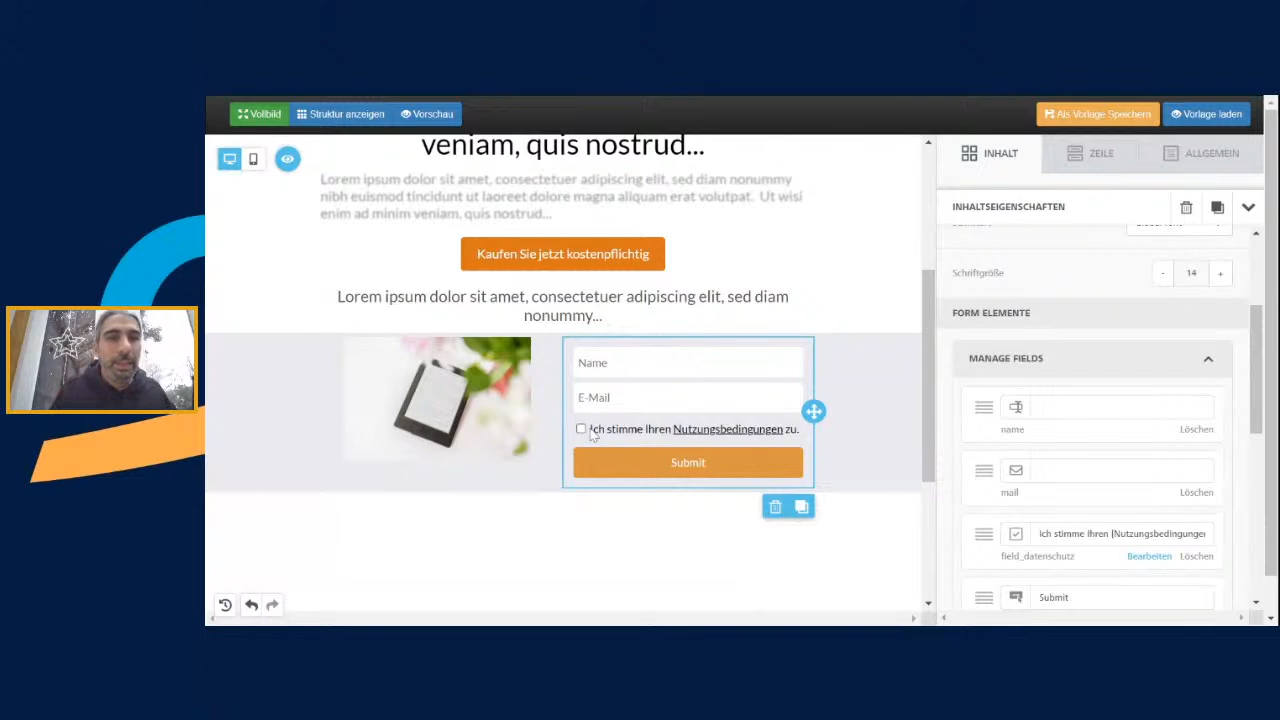 Vollbild
Struktur anzeigen
Vorschau
Als Vorlage Speichern
Vorlage laden
veniam, quis nostrud...
Lorem ipsum dolor sit amet, consectetuer adipiscing elit, sed diam nonummy
nibh euismod tincidunt ut laoreet dolore magna aliquam erat volutpat. Ut wisi
enim ad minim veniam, quis nostrud...
Kaufen Sie jetzt kostenpflichtig
Lorem ipsum dolor sit amet, consectetuer adipiscing elit, sed diam
nonummy...
Name
E-Mail
Ich stimme Ihren Nutzungsbedingungen zu.
Submit
INHALT
ZEILE
ALLGEMEIN
INHALTSEIGENSCHAFTEN
Schriftgröße
-
14
+
FORM ELEMENTE
MANAGE FIELDS
name
Löschen
mail
Löschen
Ich stimme Ihren [Nutzungsbedingungen
field_datenschutz
Bearbeiten
Löschen
Submit